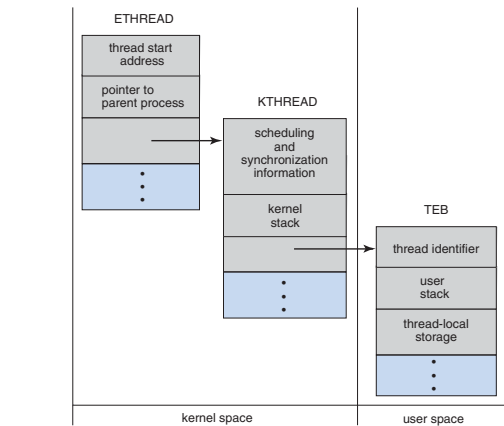 ETHREAD
thread start
address
pointer to
parent process
KTHREAD
scheduling
and
synchronization
information
kernel
stack
TEB
thread identifier
user
stack
thread-local
storage
kernel space
user space